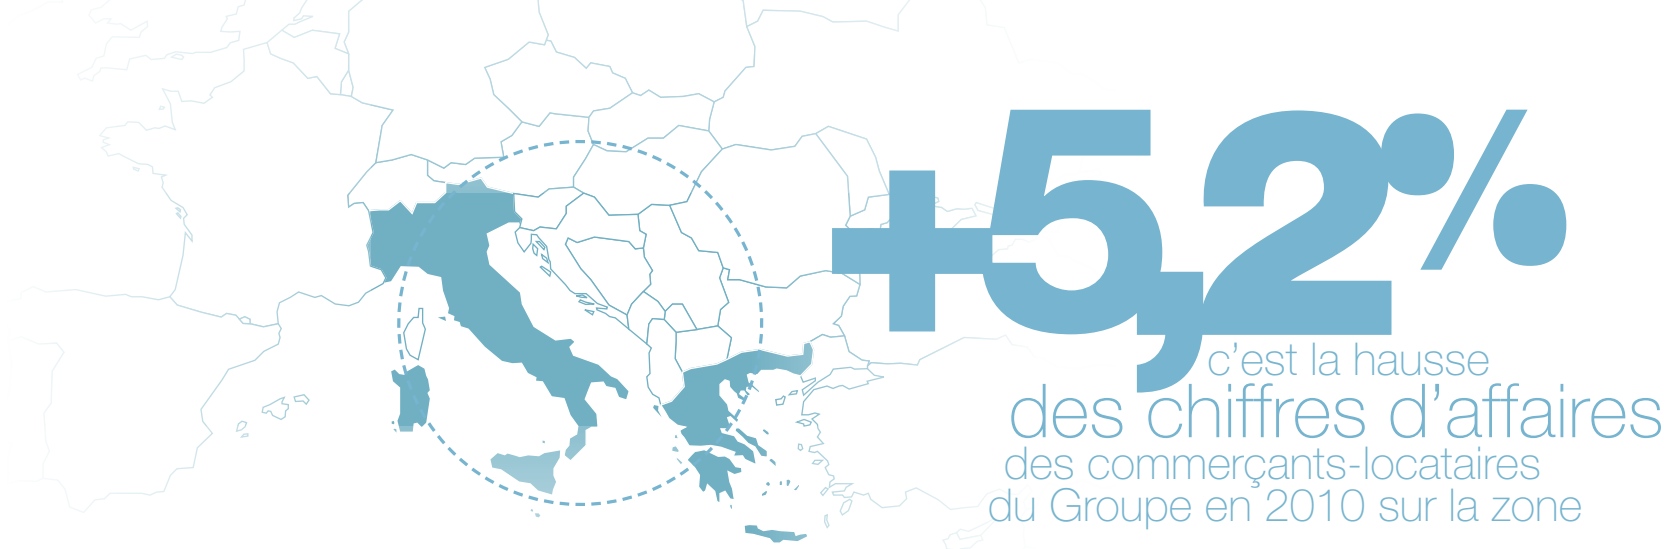 +5,2%
c’est la hausse
des chiffres d’affaires
des commerçants-locataires
du Groupe en 2010 sur la zone